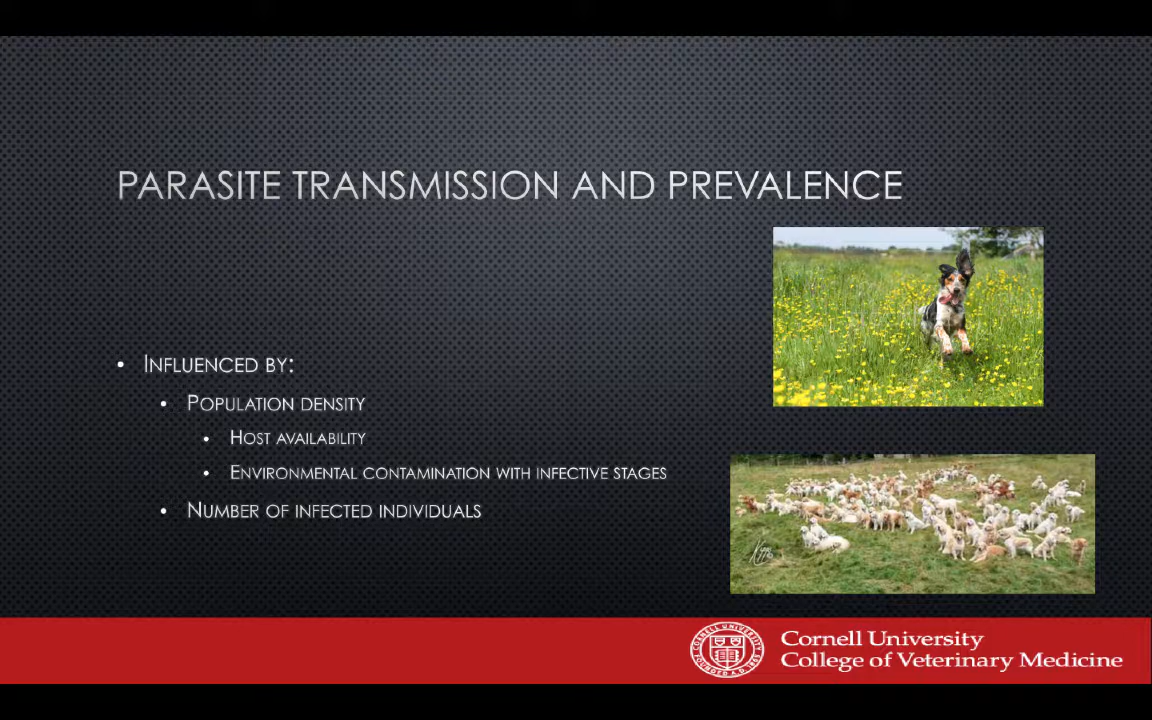 PARASITE TRANSMISSION AND PREVALENCE
• INFLUENCED BY:
• POPULATION DENSITY
• HOST AVAILABILITY
• ENVIRONMENTAL CONTAMINATION WITH INFECTIVE STAGES
• NUMBER OF INFECTED INDIVIDUALS
Cornell University
College of Veterinary Medicine